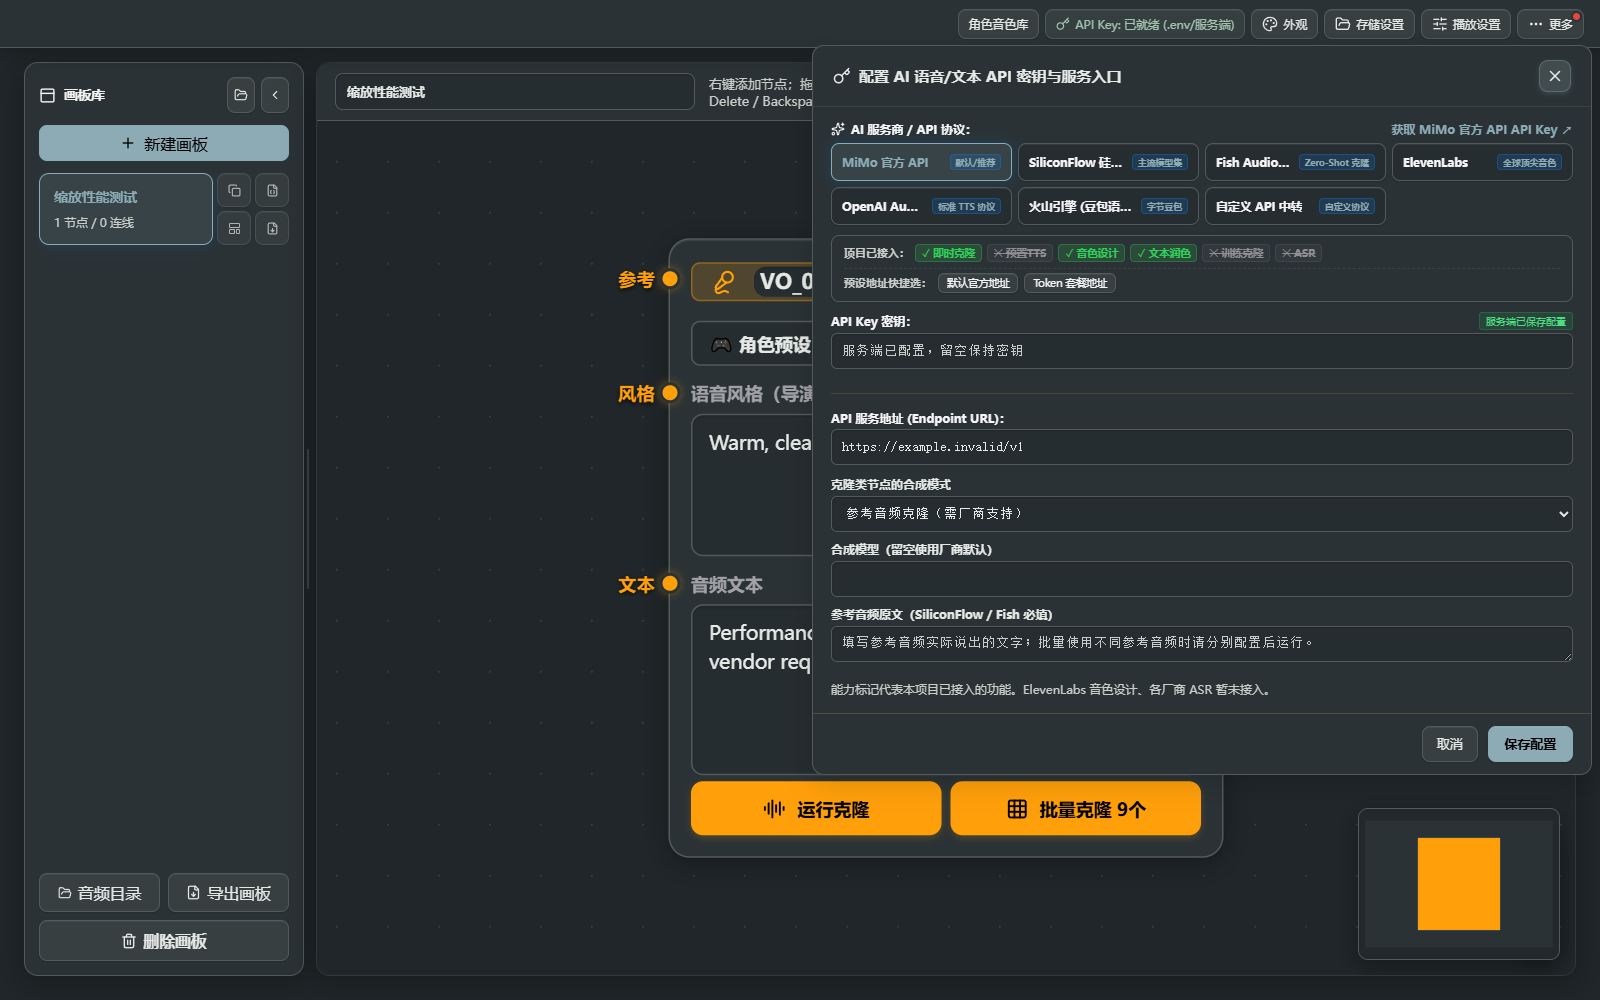 角色音色库
API Key: 已就绪 (.env/服务端)
外观
存储设置
播放设置
更多
画板库
新建画板
缩放性能测试
1 节点 / 0 连线
音频目录
导出画板
删除画板
缩放性能测试
右键添加节点；拖
Delete / Backspa
参考
VO_0
角色预设
风格
语音风格（导演
Warm, clea
文本
音频文本
Performanc
vendor req
运行克隆
批量克隆 9个
配置 AI 语音/文本 API 密钥与服务入口
AI 服务商 / API 协议：
获取 MiMo 官方 API API Key ↗
MiMo 官方 API 默认/推荐
SiliconFlow 硅... 主流模型集
Fish Audio... Zero-Shot 克隆
ElevenLabs 全球顶尖音色
OpenAI Au... 标准 TTS 协议
火山引擎 (豆包语... 字节豆包
自定义 API 中转 自定义协议
项目已接入： ✓ 即时克隆 ✕ 预置TTS ✓ 音色设计 ✓ 文本润色 ✕ 训练克隆 ✕ ASR
预设地址快捷选： 默认官方地址 Token 套餐地址
API Key 密钥：
服务端已保存配置
服务端已配置，留空保持密钥
API 服务地址 (Endpoint URL)：
https://example.invalid/v1
克隆类节点的合成模式
参考音频克隆（需厂商支持）
合成模型（留空使用厂商默认）
参考音频原文（SiliconFlow / Fish 必填）
填写参考音频实际说出的文字；批量使用不同参考音频时请分别配置后运行。
能力标记代表本项目已接入的功能。ElevenLabs 音色设计、各厂商 ASR 暂未接入。
取消
保存配置